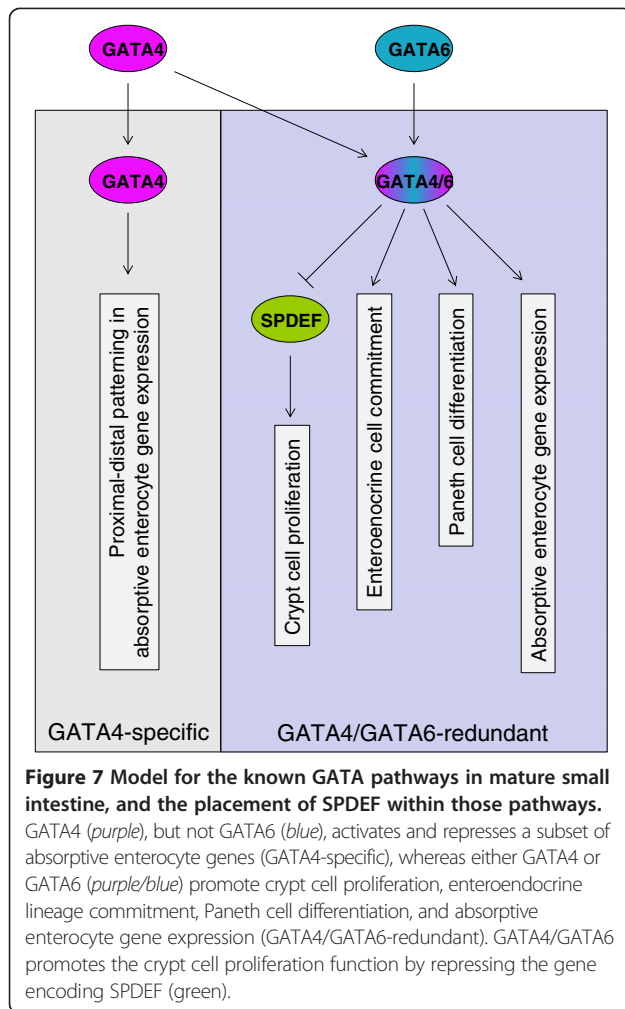 GATA4
GATA6
GATA4
GATA4/6
SPDEF
Proximal-distal patterning in
absorptive enterocyte gene expression
Crypt cell proliferation
Enteroenocrine cell commitment
Paneth cell differentiation
Absorptive enterocyte gene expression
GATA4-specific
GATA4/GATA6-redundant
Figure 7 Model for the known GATA pathways in mature small
intestine, and the placement of SPDEF within those pathways.
GATA4 (purple), but not GATA6 (blue), activates and represses a subset of
absorptive enterocyte genes (GATA4-specific), whereas either GATA4 or
GATA6 (purple/blue) promote crypt cell proliferation, enteroendocrine
lineage commitment, Paneth cell differentiation, and absorptive
enterocyte gene expression (GATA4/GATA6-redundant). GATA4/GATA6
promotes the crypt cell proliferation function by repressing the gene
encoding SPDEF (green).